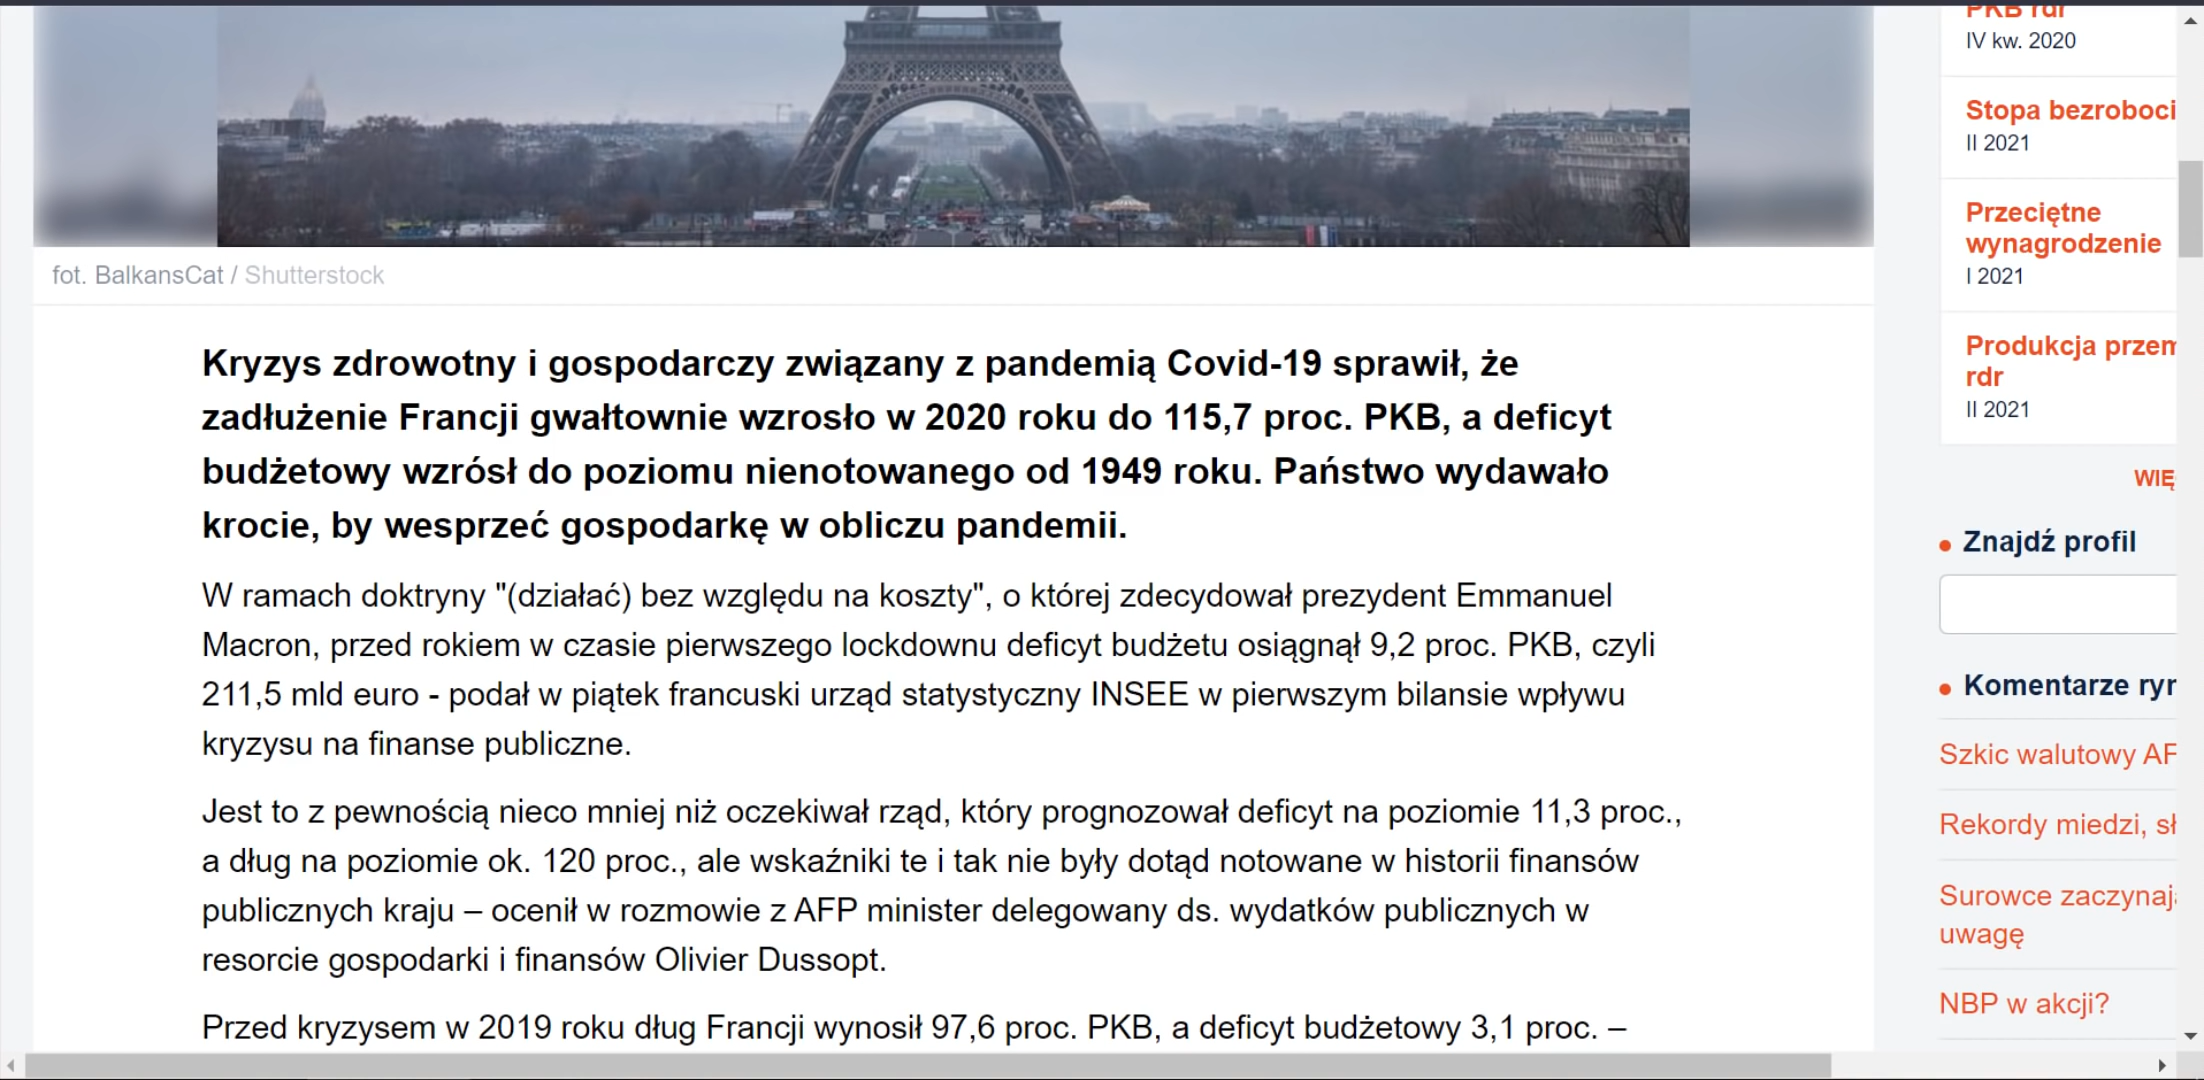 fot. BalkansCat / Shutterstock
Kryzys zdrowotny i gospodarczy związany z pandemią Covid-19 sprawił, że
zadłużenie Francji gwałtownie wzrosło w 2020 roku do 115,7 proc. PKB, a deficyt
budżetowy wzrósł do poziomu nienotowanego od 1949 roku. Państwo wydawało
krocie, by wesprzeć gospodarkę w obliczu pandemii.
W ramach doktryny "(działać) bez względu na koszty", o której zdecydował prezydent Emmanuel
Macron, przed rokiem w czasie pierwszego lockdownu deficyt budżetu osiągnął 9,2 proc. PKB, czyli
211,5 mld euro - podał w piątek francuski urząd statystyczny INSEE w pierwszym bilansie wpływu
kryzysu na finanse publiczne.
Jest to z pewnością nieco mniej niż oczekiwał rząd, który prognozował deficyt na poziomie 11,3 proc.,
a dług na poziomie ok. 120 proc., ale wskaźniki te i tak nie były dotąd notowane w historii finansów
publicznych kraju – ocenił w rozmowie z AFP minister delegowany ds. wydatków publicznych w
resorcie gospodarki i finansów Olivier Dussopt.
Przed kryzysem w 2019 roku dług Francji wynosił 97,6 proc. PKB, a deficyt budżetowy 3,1 proc. –
PKB rdr
IV kw. 2020
Stopa bezroboci
II 2021
Przeciętne
wynagrodzenie
I 2021
Produkcja przem
rdr
II 2021
WIĘ
Znajdź profil
Komentarze ryn
Szkic walutowy AF
Rekordy miedzi, sł
Surowce zaczynaj
uwagę
NBP w akcji?